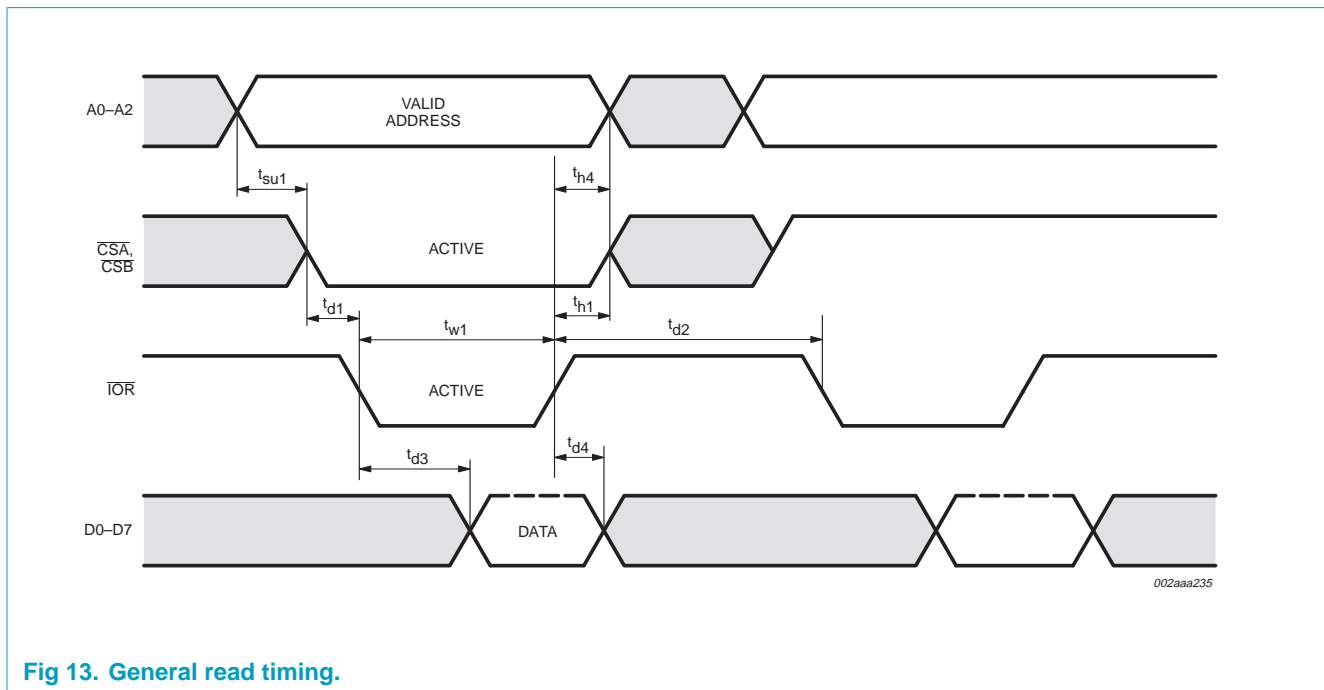 A0–A2
VALID
ADDRESS
tsu1
th4
CSA,
CSB
ACTIVE
td1
th1
tw1
td2
IOR
ACTIVE
td3
td4
D0–D7
DATA
002aaa235
Fig 13. General read timing.